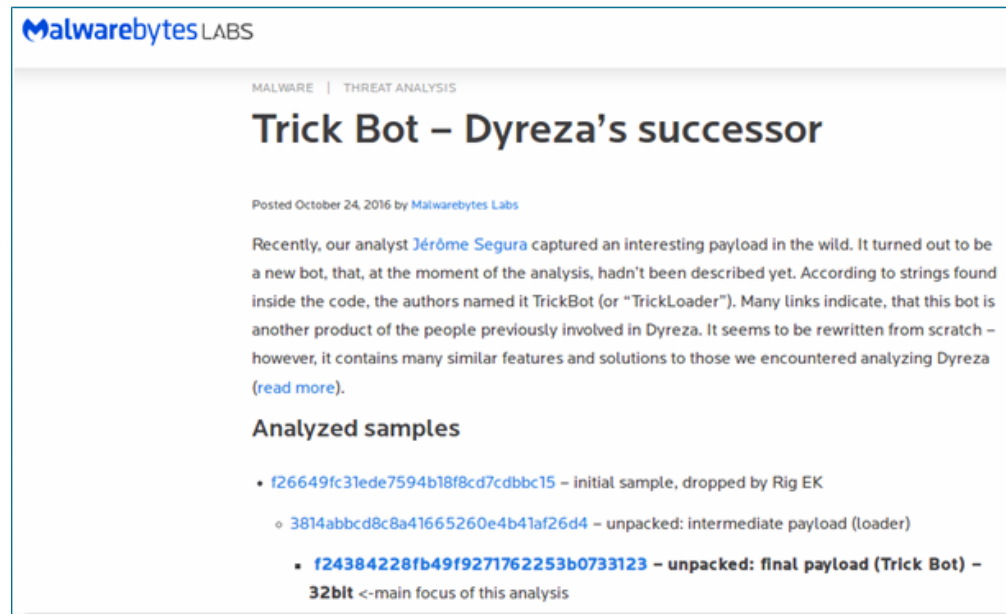 Malwarebytes LABS
MALWARE | THREAT ANALYSIS
Trick Bot – Dyreza's successor
Posted October 24, 2016 by Malwarebytes Labs
Recently, our analyst Jérôme Segura captured an interesting payload in the wild. It turned out to be
a new bot, that, at the moment of the analysis, hadn't been described yet. According to strings found
inside the code, the authors named it TrickBot (or "TrickLoader"). Many links indicate, that this bot is
another product of the people previously involved in Dyreza. It seems to be rewritten from scratch –
however, it contains many similar features and solutions to those we encountered analyzing Dyreza
(read more).
Analyzed samples
• f26649fc31ede7594b18f8cd7cdbbc15 – initial sample, dropped by Rig EK
◦ 3814abbcd8c8a41665260e4b41af26d4 – unpacked: intermediate payload (loader)
▪ f24384228fb49f9271762253b0733123 – unpacked: final payload (Trick Bot) –
32bit <-main focus of this analysis